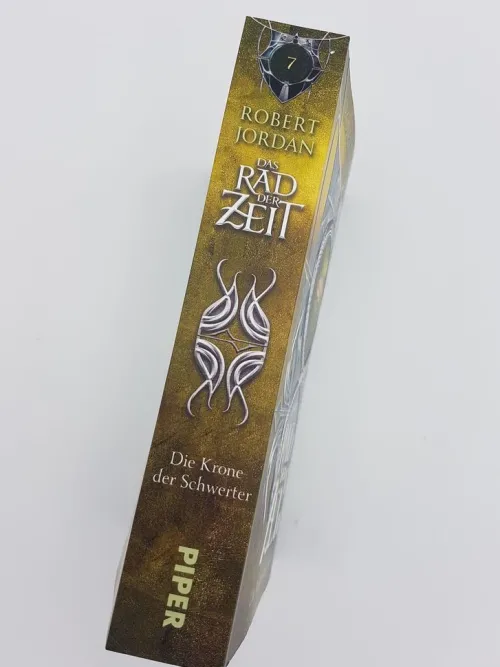 7
ROBERT
JORDAN
DAS
RAD
DER
ZEIT
Die Krone
der Schwerter
PIPER